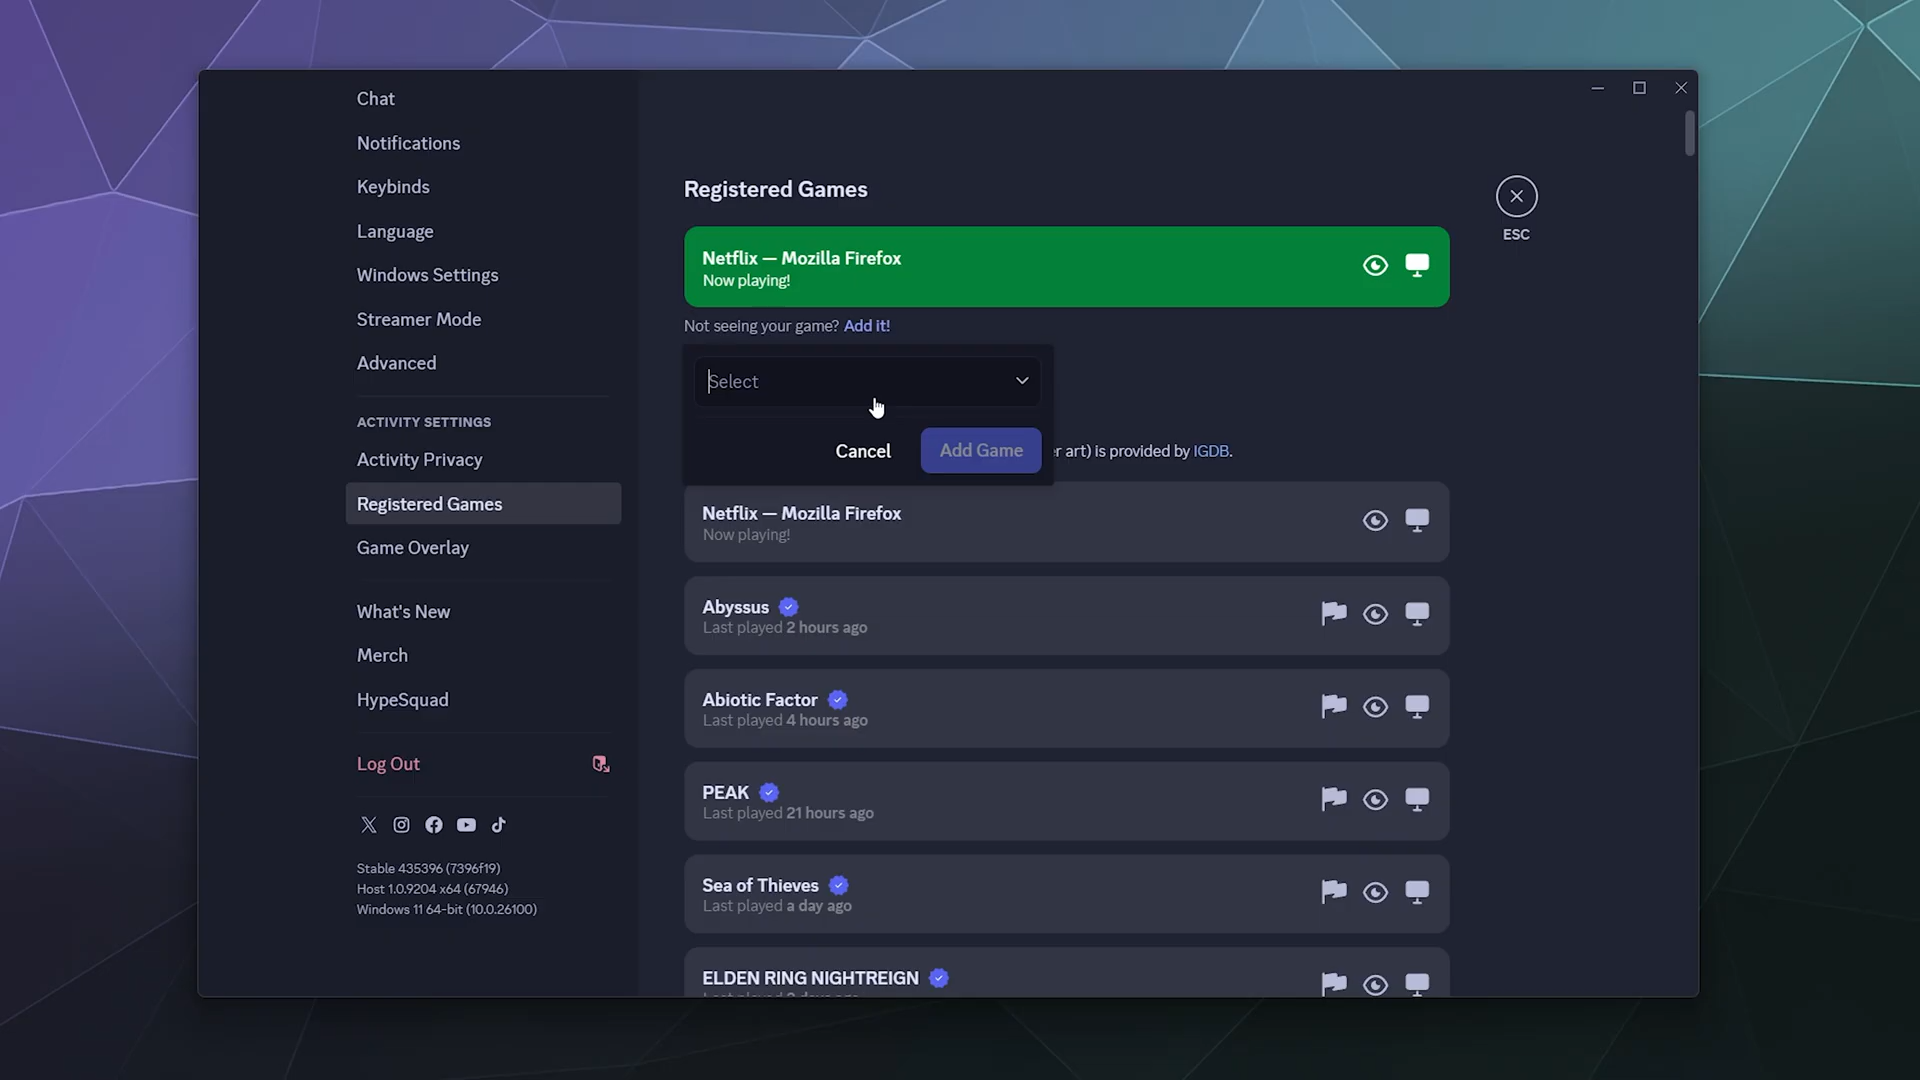 Chat
Notifications
Keybinds
Language
Windows Settings
Streamer Mode
Advanced
ACTIVITY SETTINGS
Activity Privacy
Registered Games
Game Overlay
What's New
Merch
HypeSquad
Log Out
Stable 435396 (7396f19)
Host 1.0.9204 x64 (67946)
Windows 11 64-bit (10.0.26100)
Registered Games
ESC
Netflix — Mozilla Firefox
Now playing!
Not seeing your game? Add it!
Select
Cancel Add Game
art) is provided by IGDB.
Netflix — Mozilla Firefox
Now playing!
Abyssus
Last played 2 hours ago
Abiotic Factor
Last played 4 hours ago
PEAK
Last played 21 hours ago
Sea of Thieves
Last played a day ago
ELDEN RING NIGHTREIGN